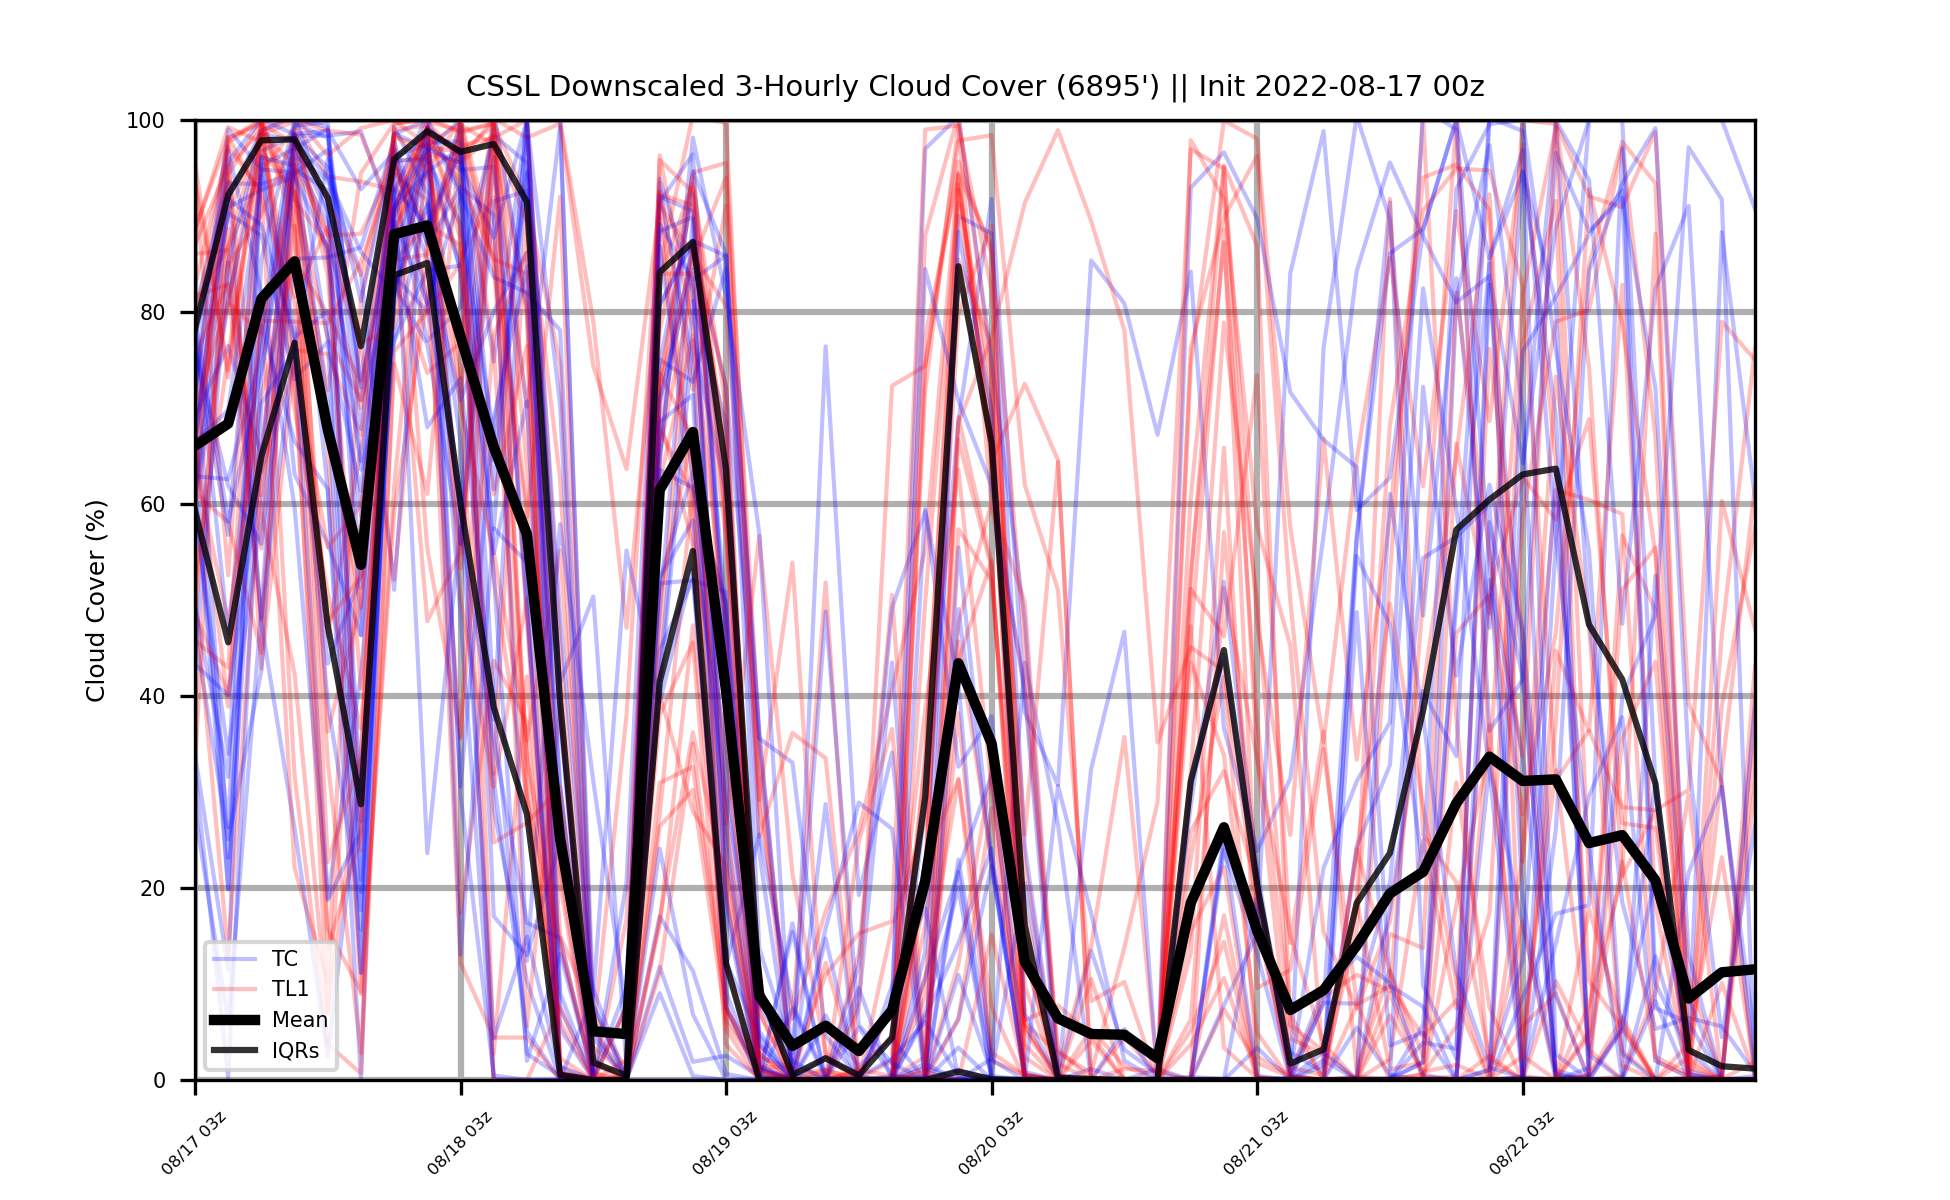 CSSL Downscaled 3-Hourly Cloud Cover (6895') || Init 2022-08-17 00z
Cloud Cover (%)
100
80
60
40
20
0
TC
TL1
Mean
IQRs
08/17 03z
08/18 03z
08/19 03z
08/20 03z
08/21 03z
08/22 03z